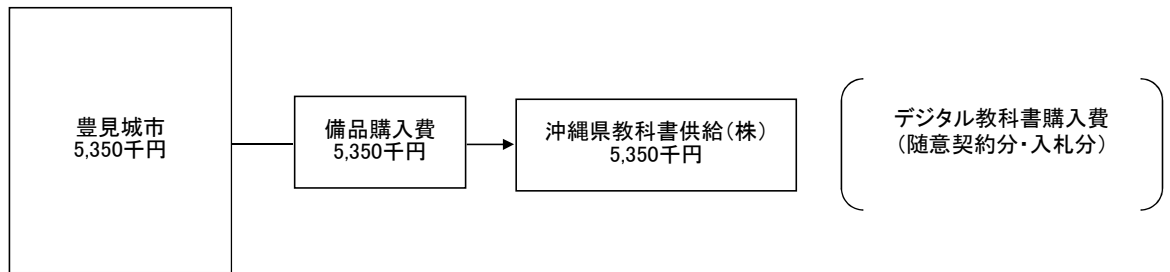 豊見城市
5,350千円
備品購入費
5,350千円
沖縄県教科書供給(株)
5,350千円
デジタル教科書購入費
(随意契約分・入札分)